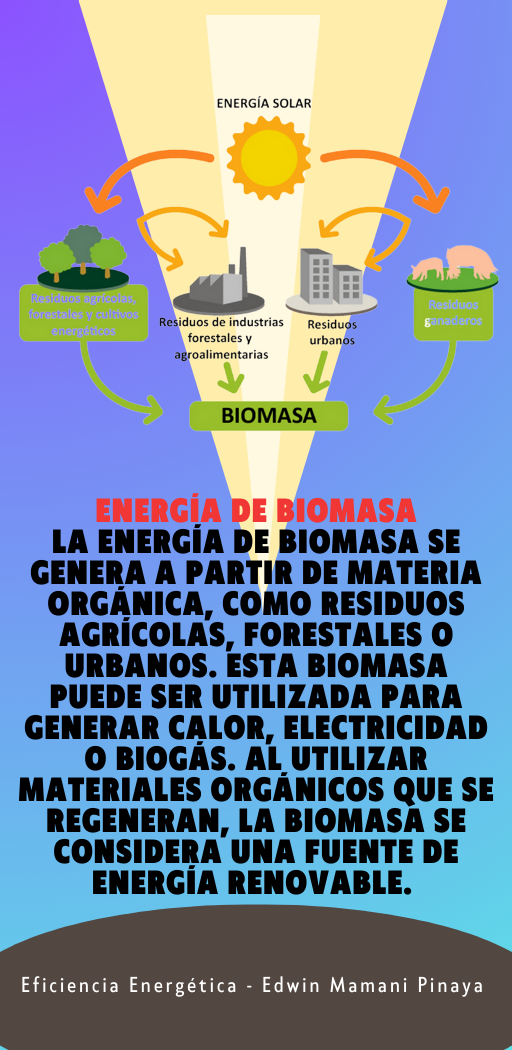 ENERGÍA SOLAR
Residuos agrícolas,
forestales y cultivos
energéticos
Residuos de industrias
forestales y
agroalimentarias
Residuos
urbanos
Residuos
ganaderos
BIOMASA
ENERGÍA DE BIOMASA
LA ENERGÍA DE BIOMASA SE
GENERA A PARTIR DE MATERIA
ORGÁNICA, COMO RESIDUOS
AGRÍCOLAS, FORESTALES O
URBANOS. ESTA BIOMASA
PUEDE SER UTILIZADA PARA
GENERAR CALOR, ELECTRICIDAD
O BIOGÁS. AL UTILIZAR
MATERIALES ORGÁNICOS QUE SE
REGENERAN, LA BIOMASA SE
CONSIDERA UNA FUENTE DE
ENERGÍA RENOVABLE.
Eficiencia Energética - Edwin Mamani Pinaya